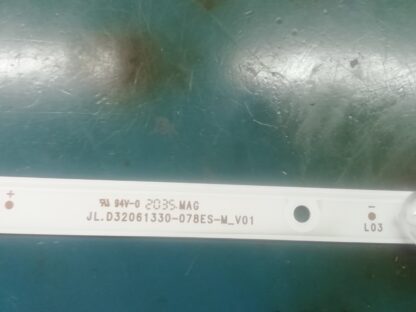 +
94V-0 2035 MAG
JL.D32061330-078ES-M_V01
-
L03